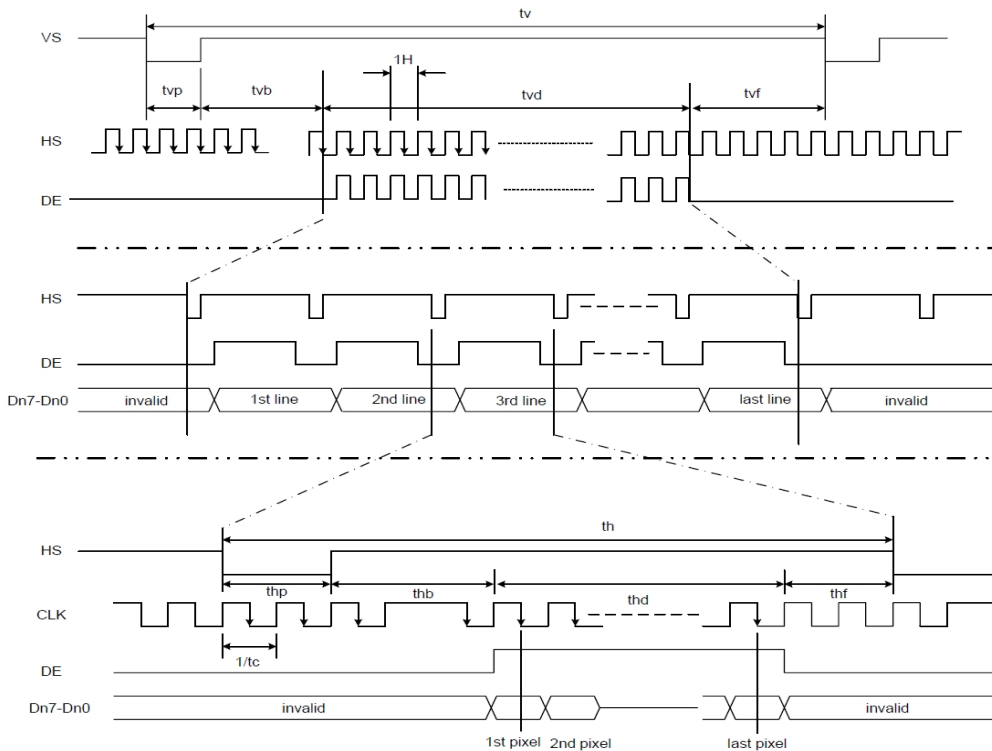 tv
VS
1H
tvp tvb tvd tvf
HS
DE
HS
DE
Dn7-Dn0 invalid 1st line 2nd line 3rd line last line invalid
th
HS
thp thb thd thf
CLK
1/tc
DE
Dn7-Dn0 invalid invalid
1st pixel 2nd pixel last pixel